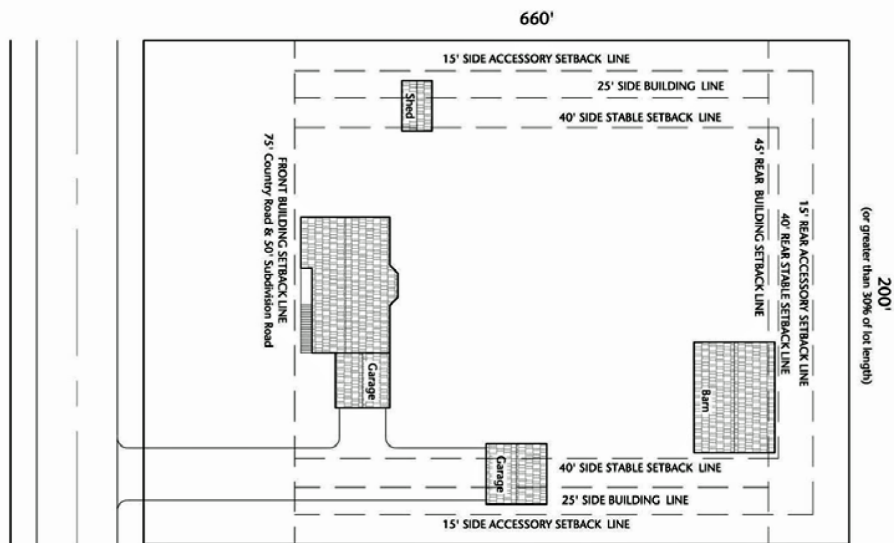 660'
15' SIDE ACCESSORY SETBACK LINE
25' SIDE BUILDING LINE
Shed
40' SIDE STABLE SETBACK LINE
FRONT BUILDING SETBACK LINE
75' Country Road & 50' Subdivision Road
45' REAR BUILDING SETBACK LINE
40' REAR STABLE SETBACK LINE
15' REAR ACCESSORY SETBACK LINE
200'
(or greater than 30% of lot length)
Garage
Barn
Garage
40' SIDE STABLE SETBACK LINE
25' SIDE BUILDING LINE
15' SIDE ACCESSORY SETBACK LINE